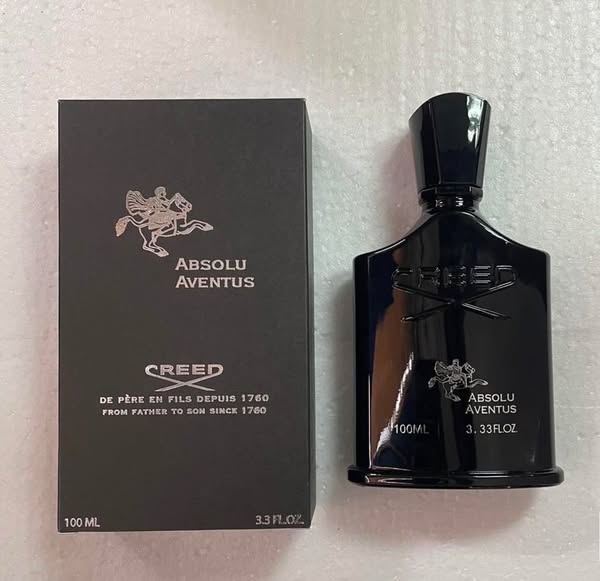 ABSOLU
AVENTUS
CREED
DE PÈRE EN FILS DEPUIS 1760
FROM FATHER TO SON SINCE 1760
100 ML
3.3 FL.OZ.
CREED
ABSOLU
AVENTUS
100ML
3.33FLOZ